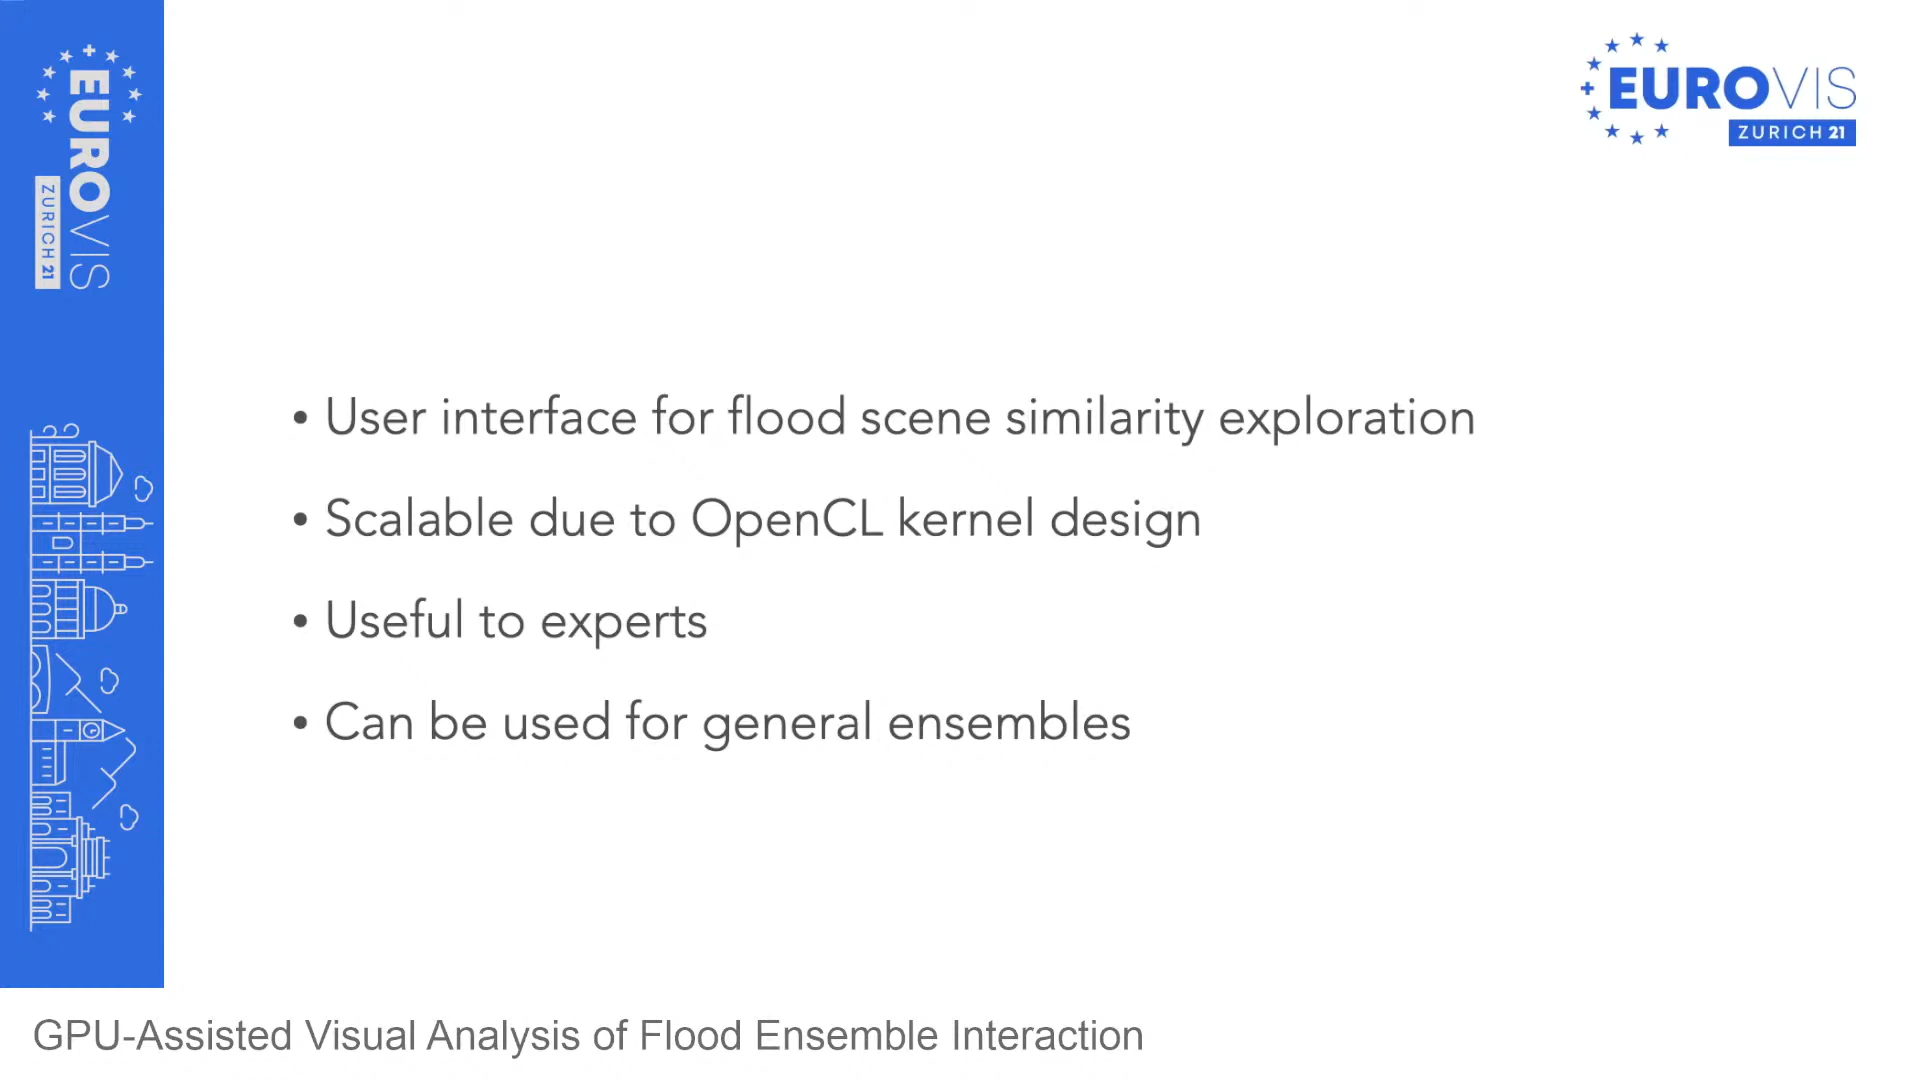 EUROVIS
ZURICH 21
EUROVIS
ZURICH 21
• User interface for flood scene similarity exploration
• Scalable due to OpenCL kernel design
• Useful to experts
• Can be used for general ensembles
GPU-Assisted Visual Analysis of Flood Ensemble Interaction